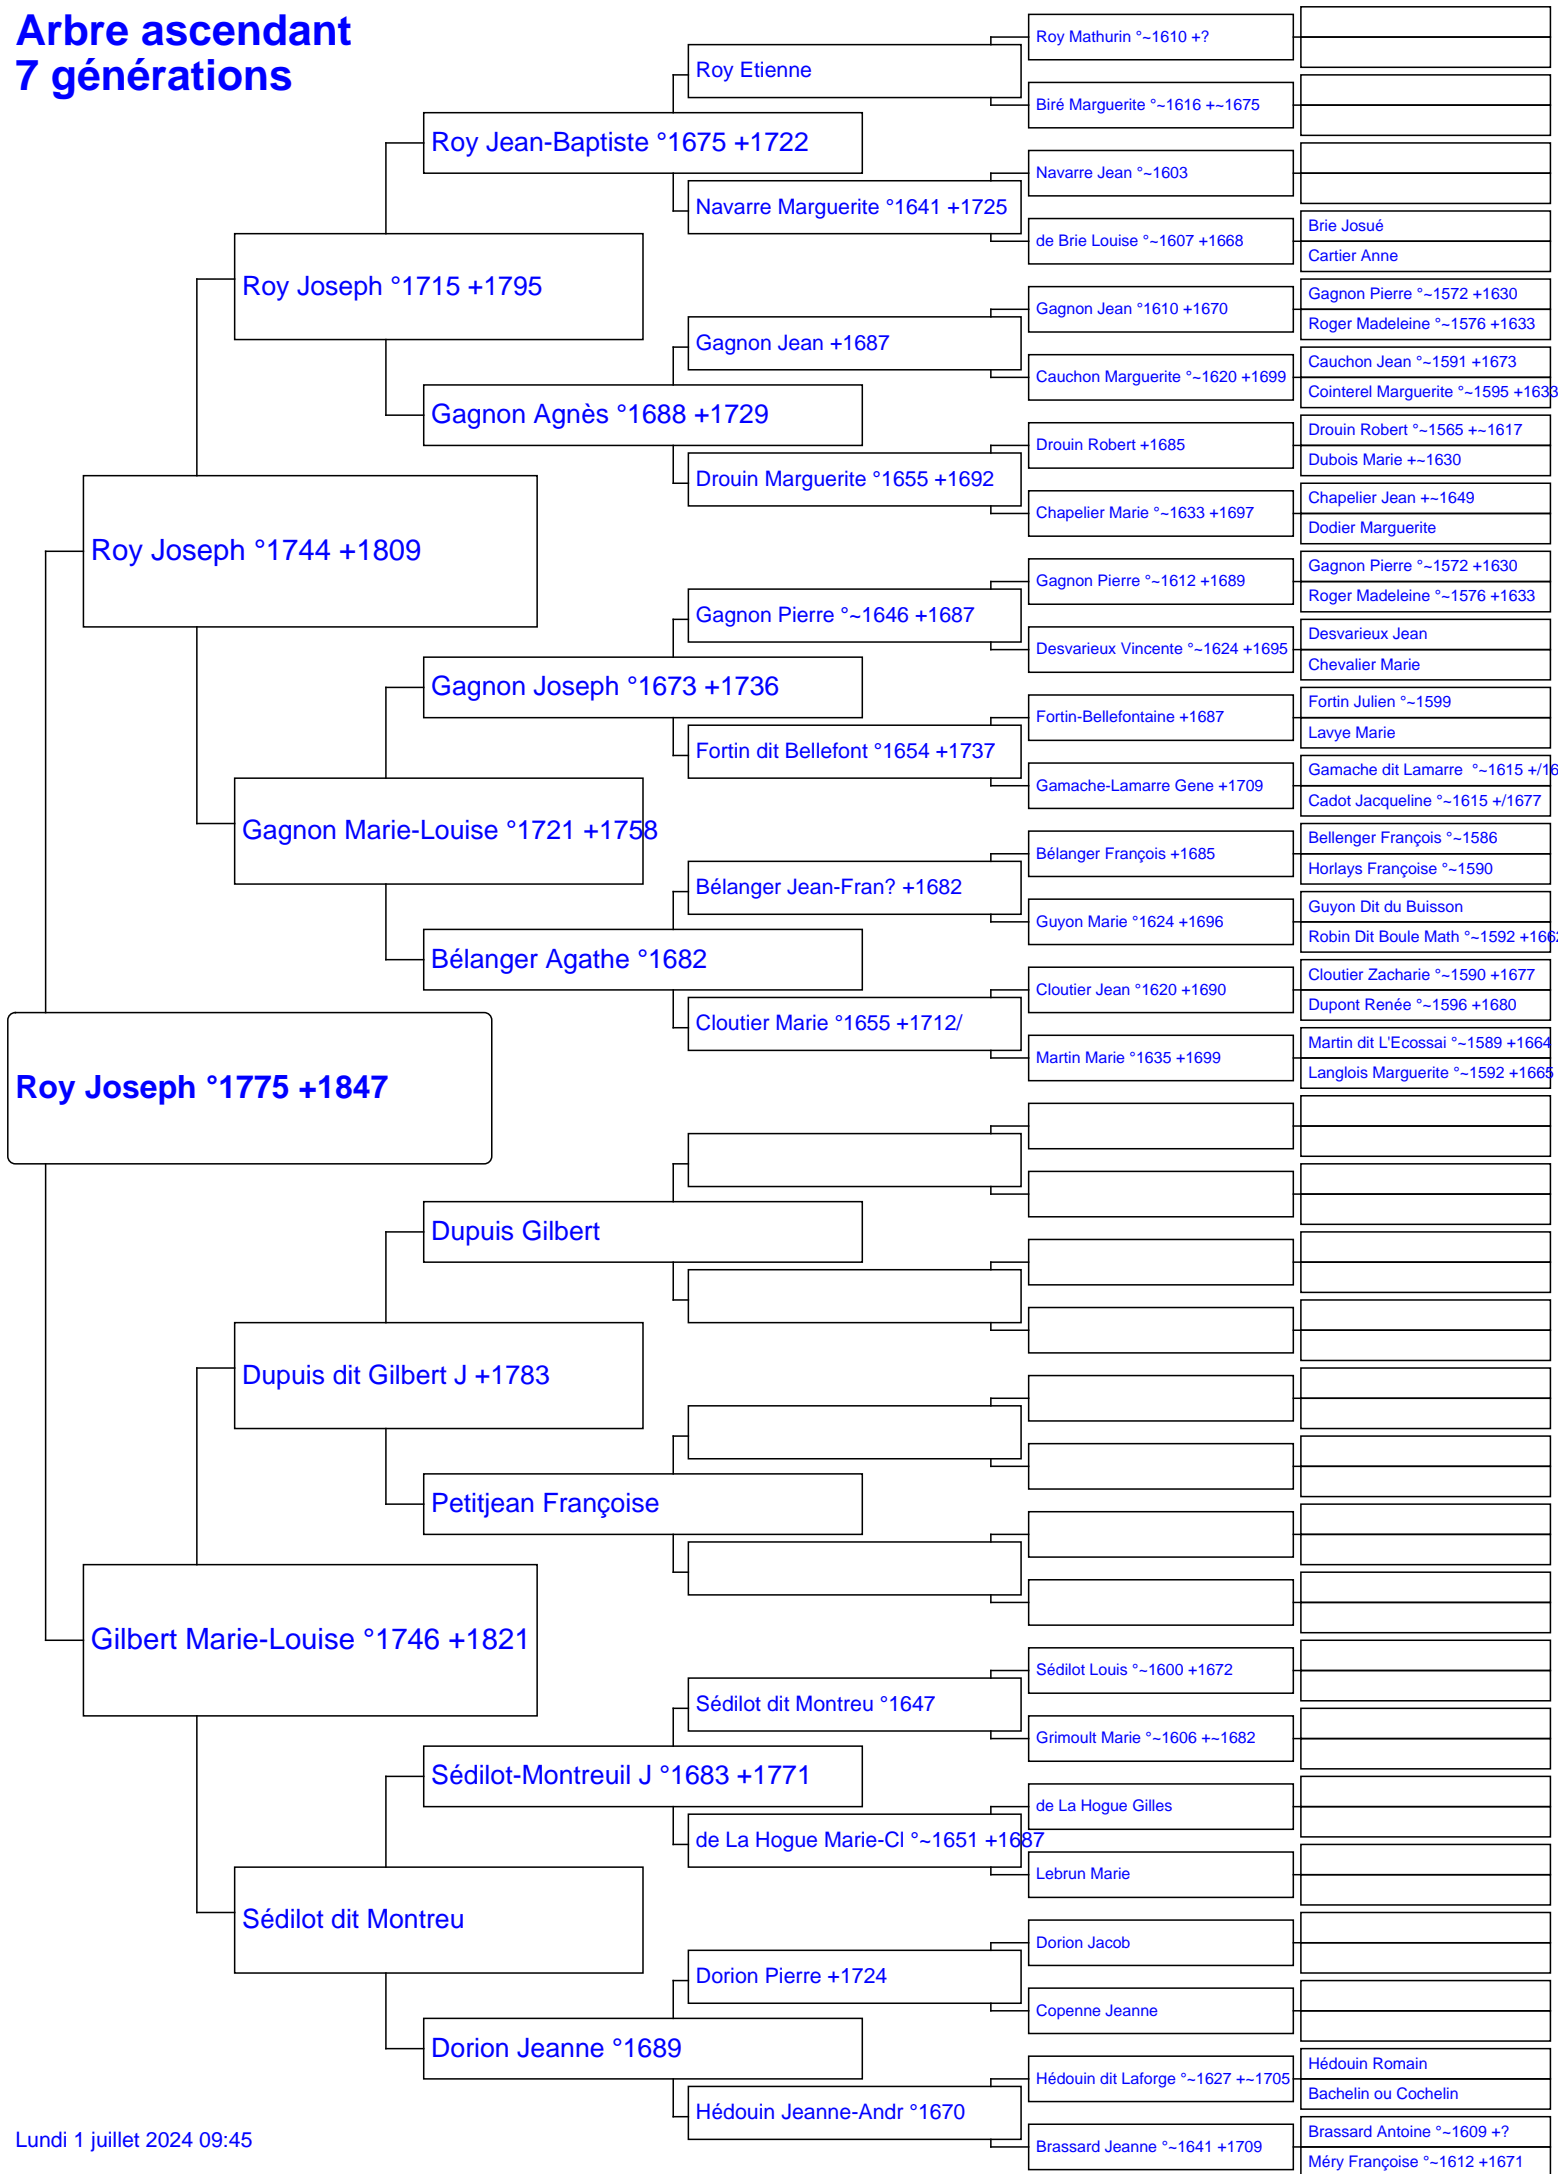 Arbre ascendant
7 générations
Roy Joseph °1775 +1847
Roy Joseph °1744 +1809
Gilbert Marie-Louise °1746 +1821
Roy Joseph °1715 +1795
Gagnon Marie-Louise °1721 +1758
Dupuis dit Gilbert J +1783
Sédilot dit Montreu
Roy Jean-Baptiste °1675 +1722
Gagnon Agnès °1688 +1729
Gagnon Joseph °1673 +1736
Bélanger Agathe °1682
Dupuis Gilbert
Petitjean Françoise
Sédilot-Montreuil J °1683 +1771
Dorion Jeanne °1689
Roy Etienne
Navarre Marguerite °1641 +1725
Gagnon Jean +1687
Drouin Marguerite °1655 +1692
Gagnon Pierre °~1646 +1687
Fortin dit Bellefont °1654 +1737
Bélanger Jean-Fran? +1682
Cloutier Marie °1655 +1712/
Sédilot dit Montreu °1647
de La Hogue Marie-Cl °~1651 +1687
Dorion Pierre +1724
Hédouin Jeanne-Andr °1670
Roy Mathurin °~1610 +?
Biré Marguerite °~1616 +~1675
Navarre Jean °~1603
de Brie Louise °~1607 +1668
Gagnon Jean °1610 +1670
Cauchon Marguerite °~1620 +1699
Drouin Robert +1685
Chapelier Marie °~1633 +1697
Gagnon Pierre °~1612 +1689
Desvarieux Vincente °~1624 +1695
Fortin-Bellefontaine +1687
Gamache-Lamarre Gene +1709
Bélanger François +1685
Guyon Marie °1624 +1696
Cloutier Jean °1620 +1690
Martin Marie °1635 +1699
Sédilot Louis °~1600 +1672
Grimoult Marie °~1606 +~1682
de La Hogue Gilles
Lebrun Marie
Dorion Jacob
Copenne Jeanne
Hédouin dit Laforge °~1627 +~1705
Brassard Jeanne °~1641 +1709
Brie Josué
Cartier Anne
Gagnon Pierre °~1572 +1630
Roger Madeleine °~1576 +1633
Cauchon Jean °~1591 +1673
Cointerel Marguerite °~1595 +1633
Drouin Robert °~1565 +~1617
Dubois Marie +~1630
Chapelier Jean +~1649
Dodier Marguerite
Gagnon Pierre °~1572 +1630
Roger Madeleine °~1576 +1633
Desvarieux Jean
Chevalier Marie
Fortin Julien °~1599
Lavye Marie
Gamache dit Lamarre °~1615 +/16
Cadot Jacqueline °~1615 +/1677
Bellenger François °~1586
Horlays Françoise °~1590
Guyon Dit du Buisson
Robin Dit Boule Math °~1592 +1662
Cloutier Zacharie °~1590 +1677
Dupont Renée °~1596 +1680
Martin dit L'Ecossai °~1589 +1664
Langlois Marguerite °~1592 +1665
Hédouin Romain
Bachelin ou Cochelin
Brassard Antoine °~1609 +?
Méry Françoise °~1612 +1671
Lundi 1 juillet 2024 09:45